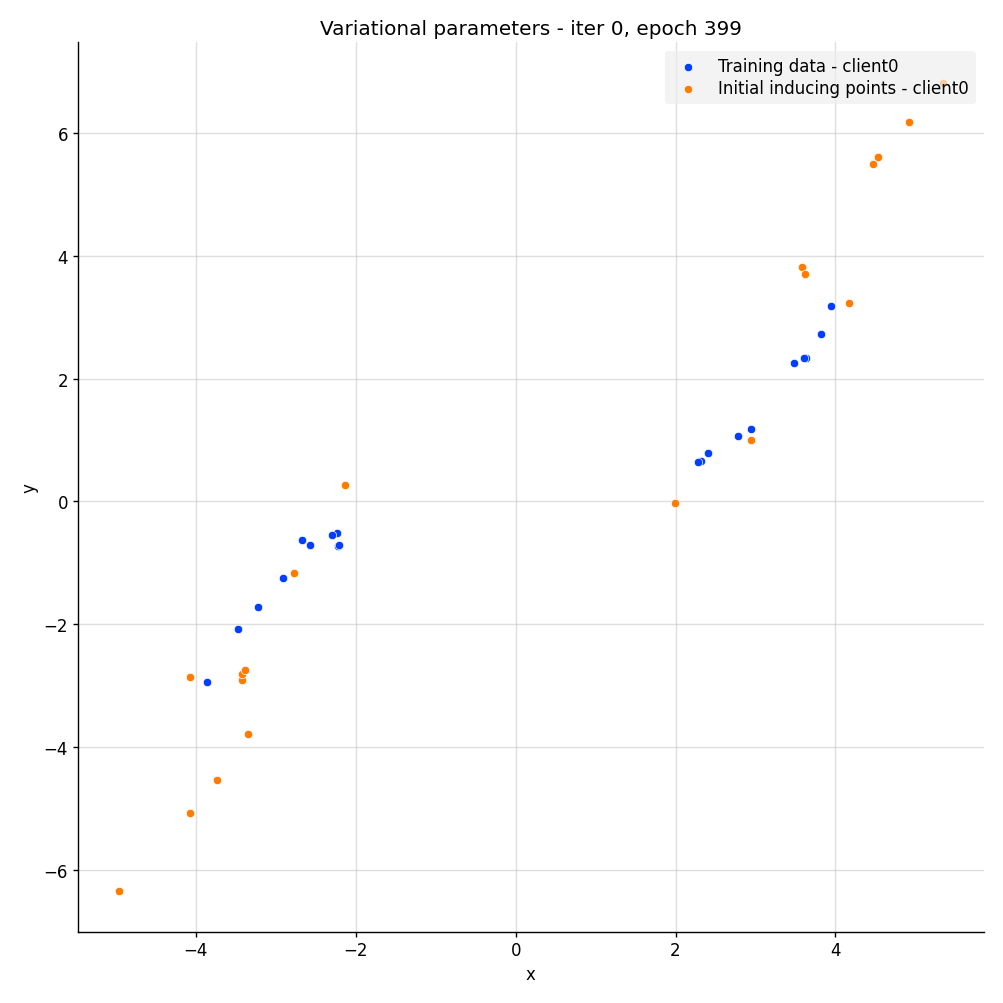 Variational parameters - iter 0, epoch 399
Training data - client0
Initial inducing points - client0
6
4
2
0
−2
−4
−6
y
−4
−2
0
2
4
x